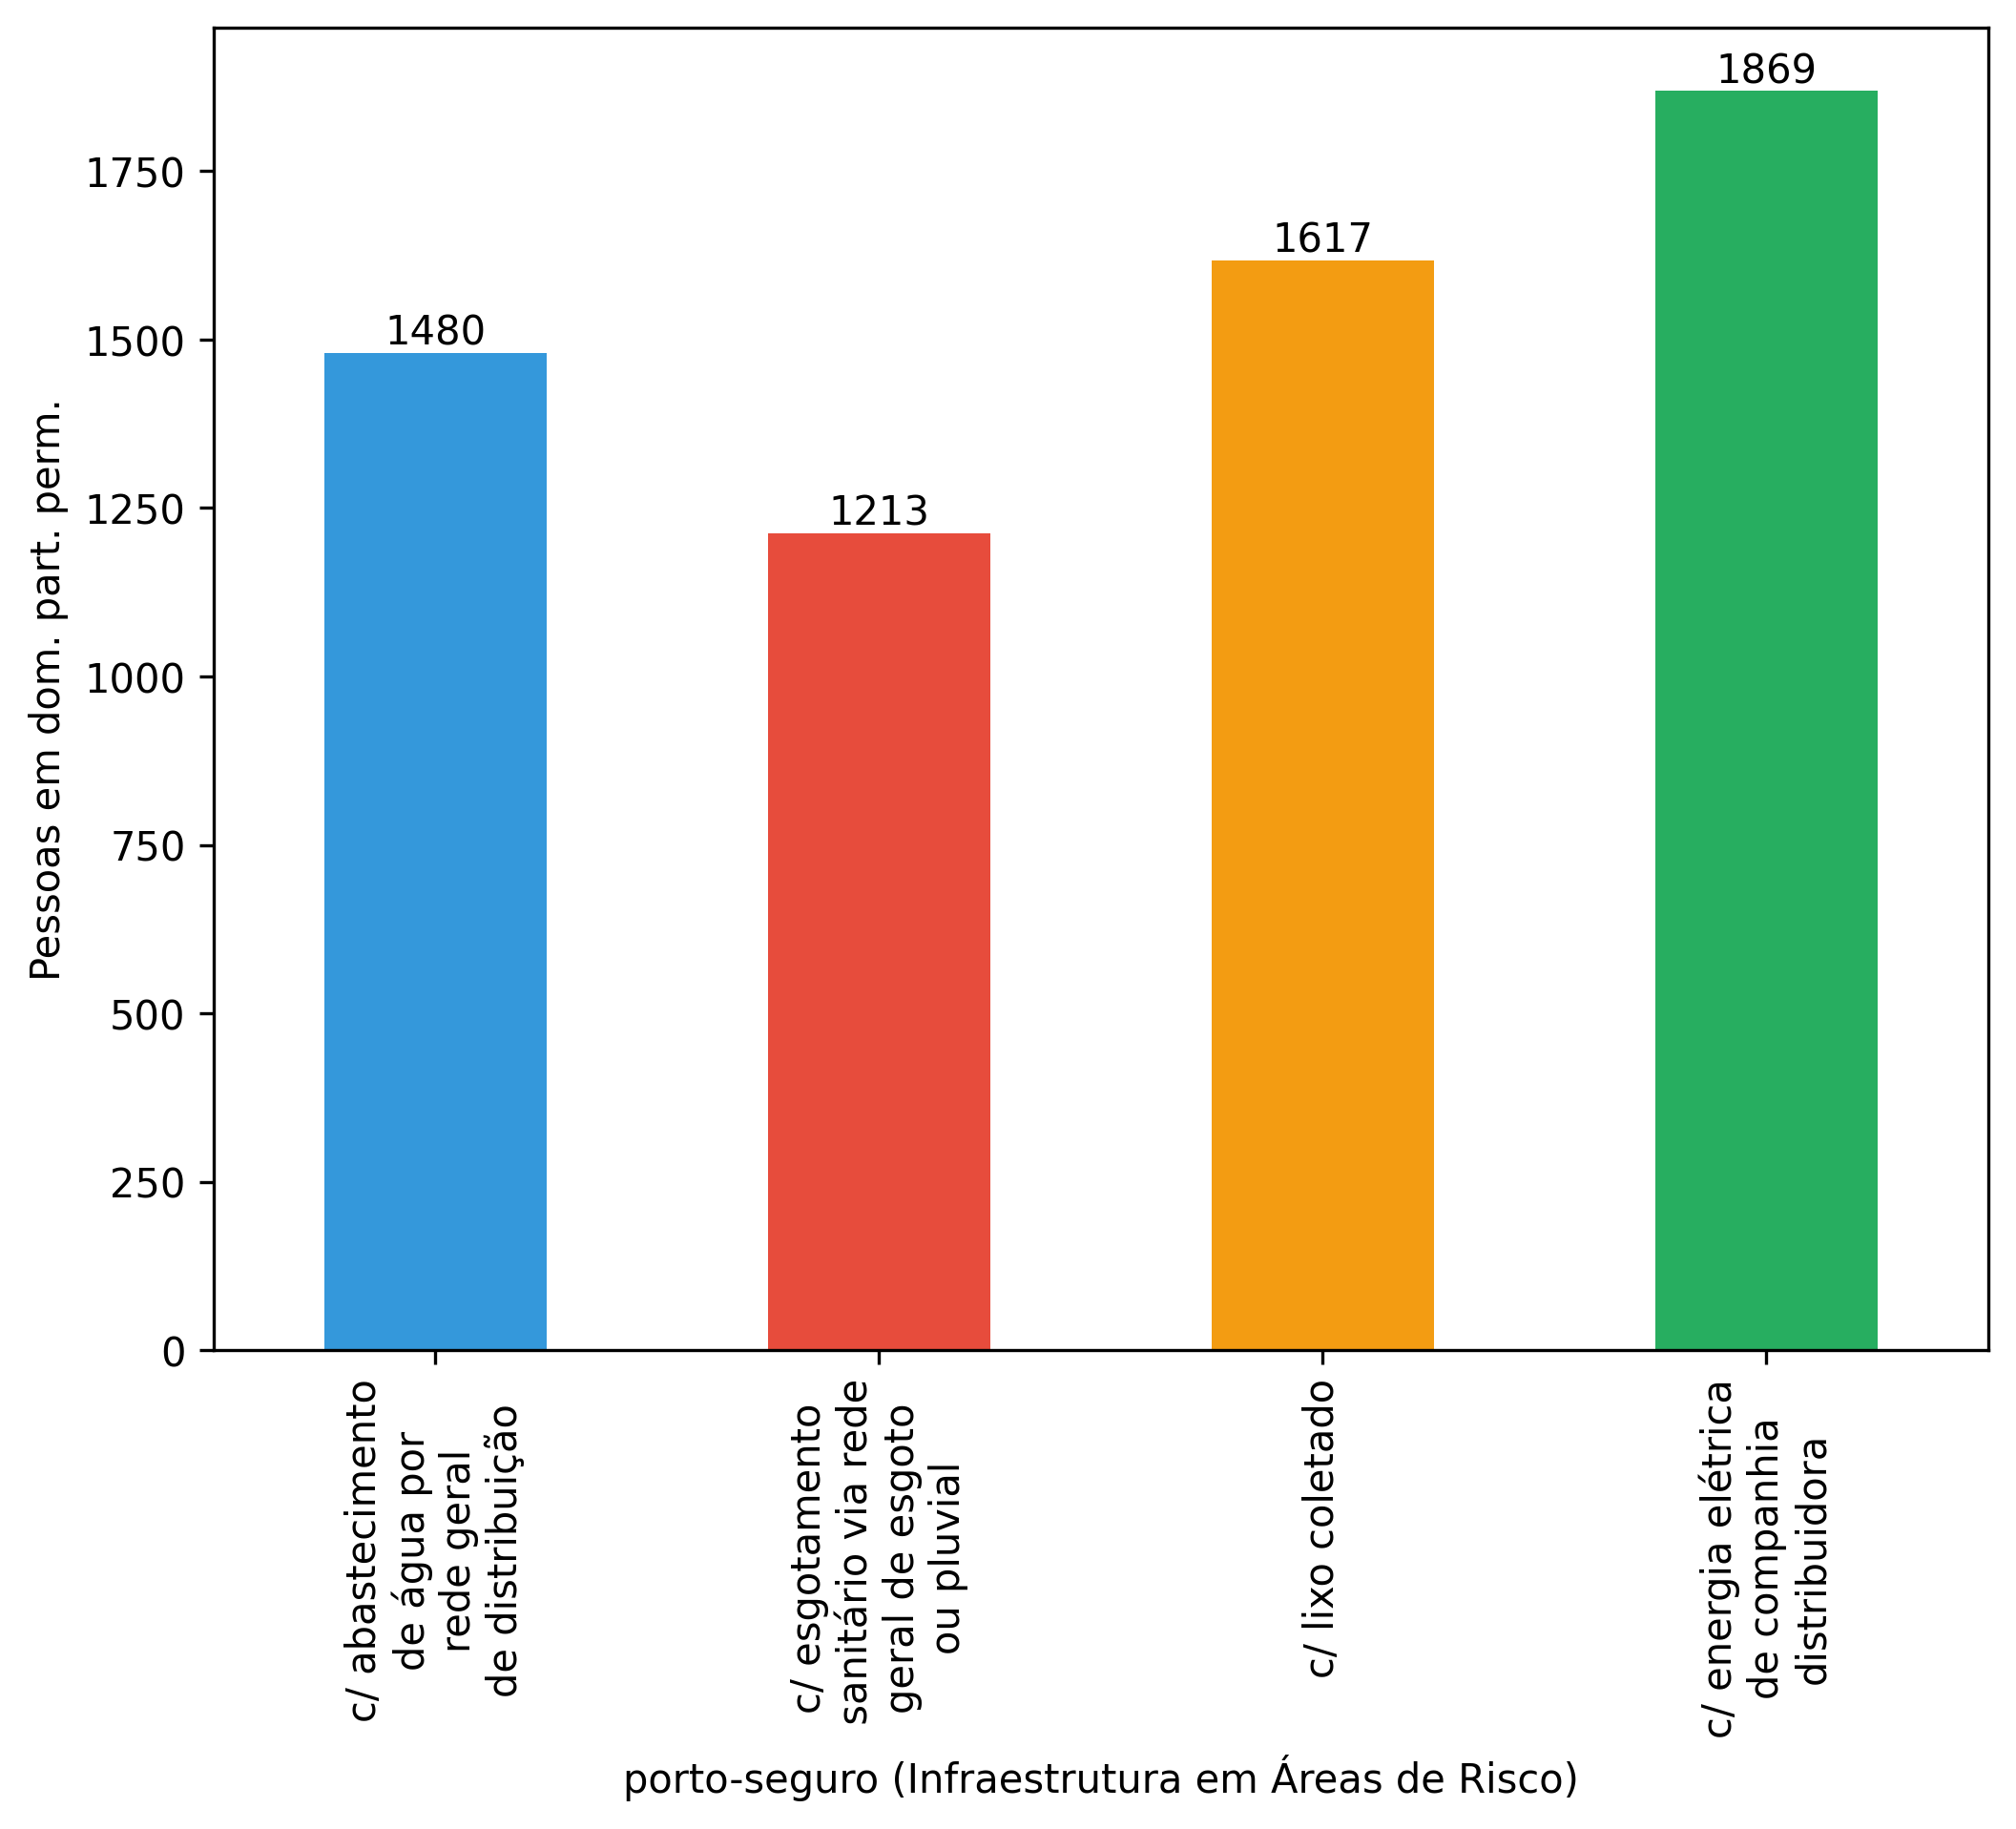 1869
1617
1480
1213
1750
1500
1250
1000
750
500
250
0
Pessoas em dom. part. perm.
c/ abastecimento
de água por
rede geral
de distribuição
c/ esgotamento
sanitário via rede
geral de esgoto
ou pluvial
c/ lixo coletado
c/ energia elétrica
de companhia
distribuidora
porto-seguro (Infraestrutura em Áreas de Risco)